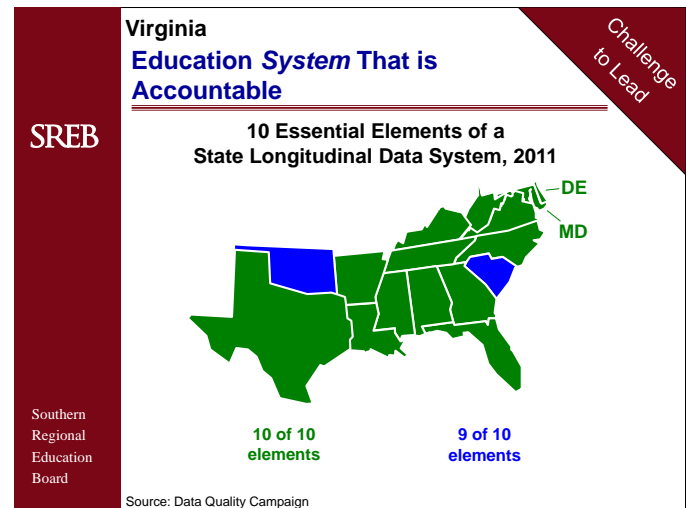 Virginia
Education System That is
Accountable
Challenge
to Lead
SREB
10 Essential Elements of a
State Longitudinal Data System, 2011
DE
MD
10 of 10
elements
9 of 10
elements
Southern
Regional
Education
Board
Source: Data Quality Campaign